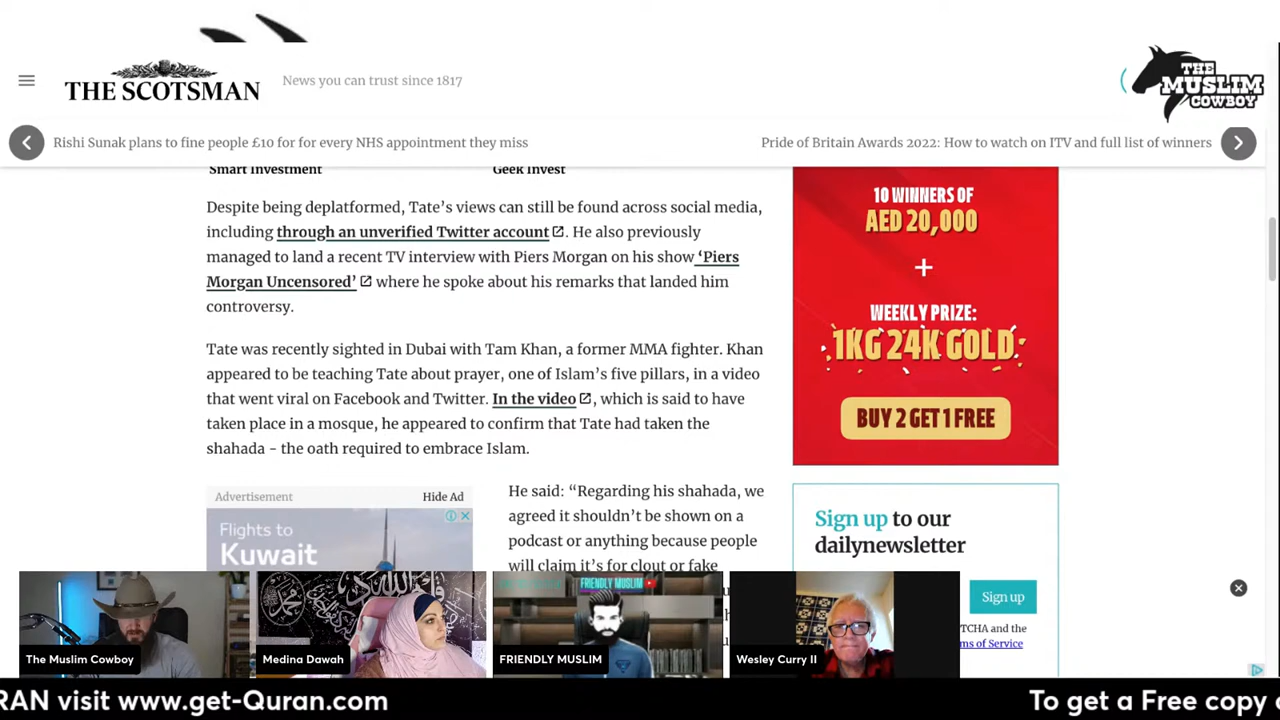 THE SCOTSMAN
News you can trust since 1817
THE
MUSLIM
COWBOY
Rishi Sunak plans to fine people £10 for for every NHS appointment they miss
Pride of Britain Awards 2022: How to watch on ITV and full list of winners
Smart Investment
Geek Invest
Despite being deplatformed, Tate’s views can still be found across social media,
including through an unverified Twitter account. He also previously
managed to land a recent TV interview with Piers Morgan on his show ‘Piers
Morgan Uncensored’ where he spoke about his remarks that landed him
controversy.
Tate was recently sighted in Dubai with Tam Khan, a former MMA fighter. Khan
appeared to be teaching Tate about prayer, one of Islam’s five pillars, in a video
that went viral on Facebook and Twitter. In the video, which is said to have
taken place in a mosque, he appeared to confirm that Tate had taken the
shahada - the oath required to embrace Islam.
Advertisement
Hide Ad
Flights to
Kuwait
He said: “Regarding his shahada, we
agreed it shouldn’t be shown on a
podcast or anything because people
will claim it’s for clout or fake
10 WINNERS OF
AED 20,000
+
WEEKLY PRIZE:
1KG 24K GOLD
BUY 2 GET 1 FREE
Sign up to our
dailynewsletter
Sign up
TCHA and the
ms of Service
The Muslim Cowboy
Medina Dawah
FRIENDLY MUSLIM
FRIENDLY MUSLIM
Wesley Curry II
RAN visit www.get-Quran.com
To get a Free copy